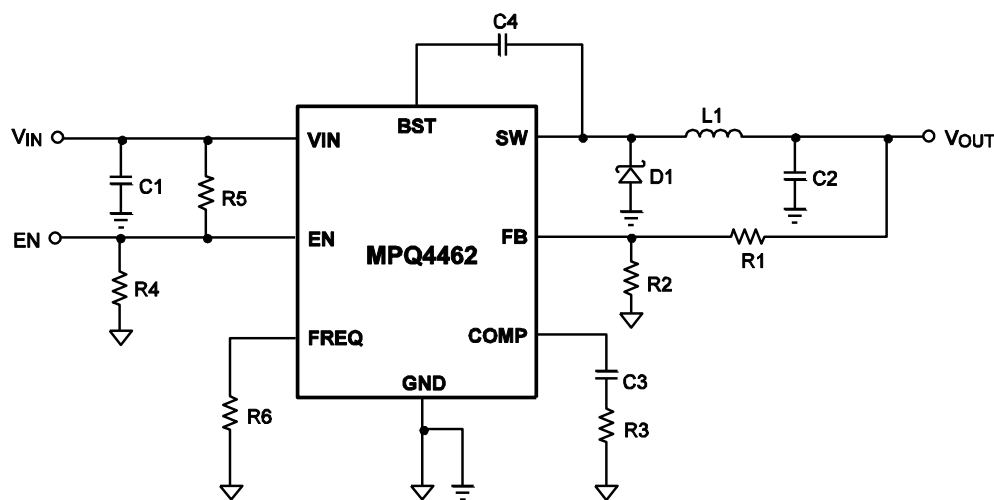 C4
VIN
BST
SW
L1
VIN
VOUT
C1
R5
D1
C2
EN
EN
FB
MPQ4462
R1
R4
R2
FREQ
COMP
GND
C3
R6
R3